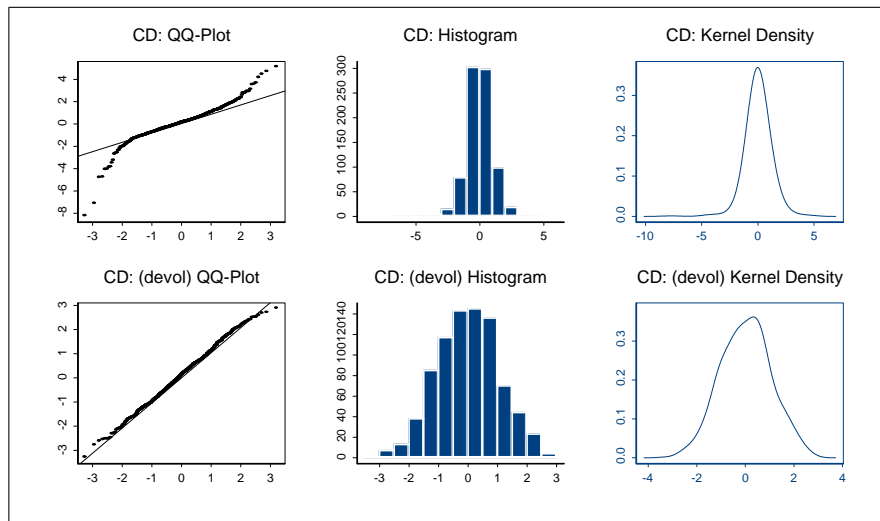 CD: QQ-Plot
CD: Histogram
CD: Kernel Density
-8 -6 -4 -2 0 2 4
-3 -2 -1 0 1 2 3
0 50 100 150 200 250 300
-5 0 5
0.0 0.1 0.2 0.3
-10 -5 0 5
CD: (devol) QQ-Plot
CD: (devol) Histogram
CD: (devol) Kernel Density
-3 -2 -1 0 1 2 3
-3 -2 -1 0 1 2 3
0 20 40 60 80 100 120 140
-3 -2 -1 0 1 2 3
0.0 0.1 0.2 0.3
-4 -2 0 2 4